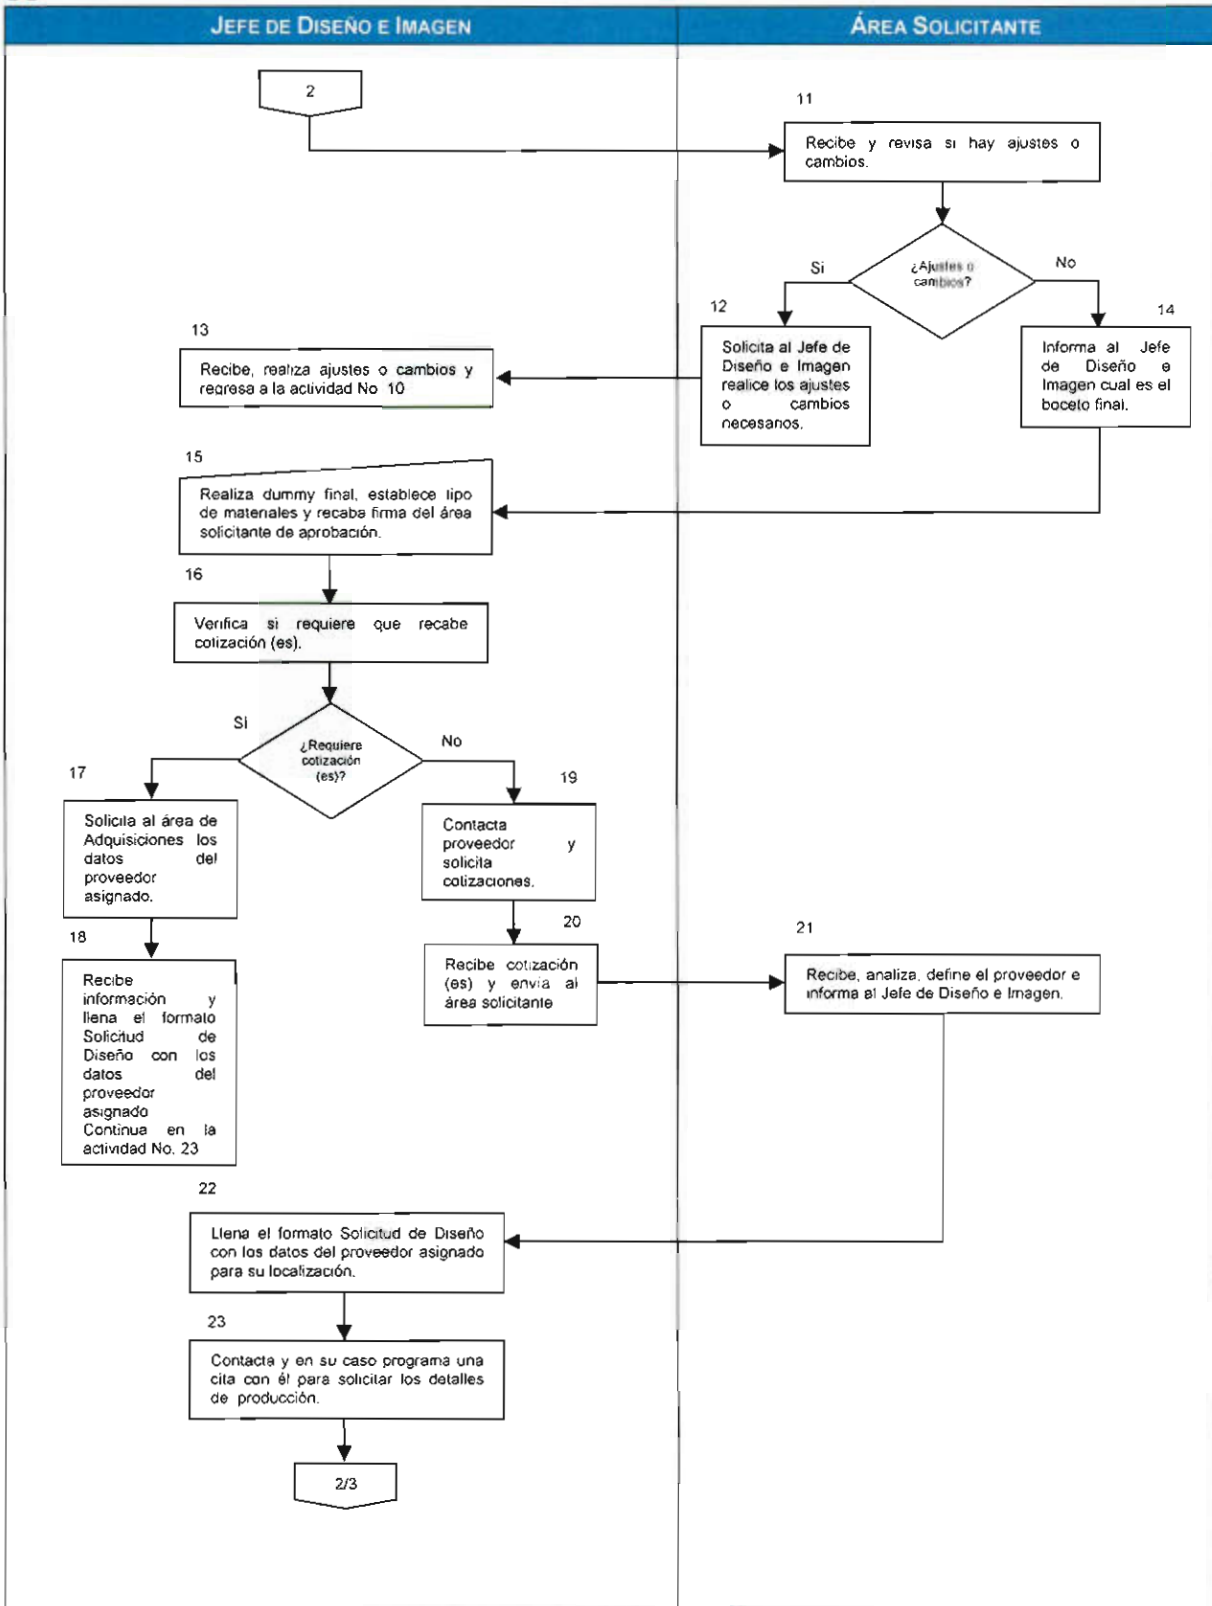 JEFE DE DISEÑO E IMAGEN
ÁREA SOLICITANTE
2
11
Recibe y revisa si hay ajustes o
cambios.
¿Ajustes o
cambios?
Si
No
12
Solicita al Jefe de
Diseño e Imagen
realice los ajustes
o cambios
necesarios.
14
Informa al Jefe
de Diseño e
Imagen cual es el
boceto final.
13
Recibe, realiza ajustes o cambios y
regresa a la actividad No 10
15
Realiza dummy final, establece tipo
de materiales y recaba firma del área
solicitante de aprobación.
16
Verifica si requiere que recabe
cotización (es).
¿Requiere
cotización
(es)?
Si
No
17
Solicita al área de
Adquisiciones los
datos del
proveedor
asignado.
19
Contacta
proveedor y
solicita
cotizaciones.
18
Recibe
información y
llena el formato
Solicitud de
Diseño con los
datos del
proveedor
asignado
Continua en la
actividad No. 23
20
Recibe cotización
(es) y envia al
área solicitante
21
Recibe, analiza, define el proveedor e
informa al Jefe de Diseño e Imagen.
22
Llena el formato Solicitud de Diseño
con los datos del proveedor asignado
para su localización.
23
Contacta y en su caso programa una
cita con él para solicitar los detalles
de producción.
2/3